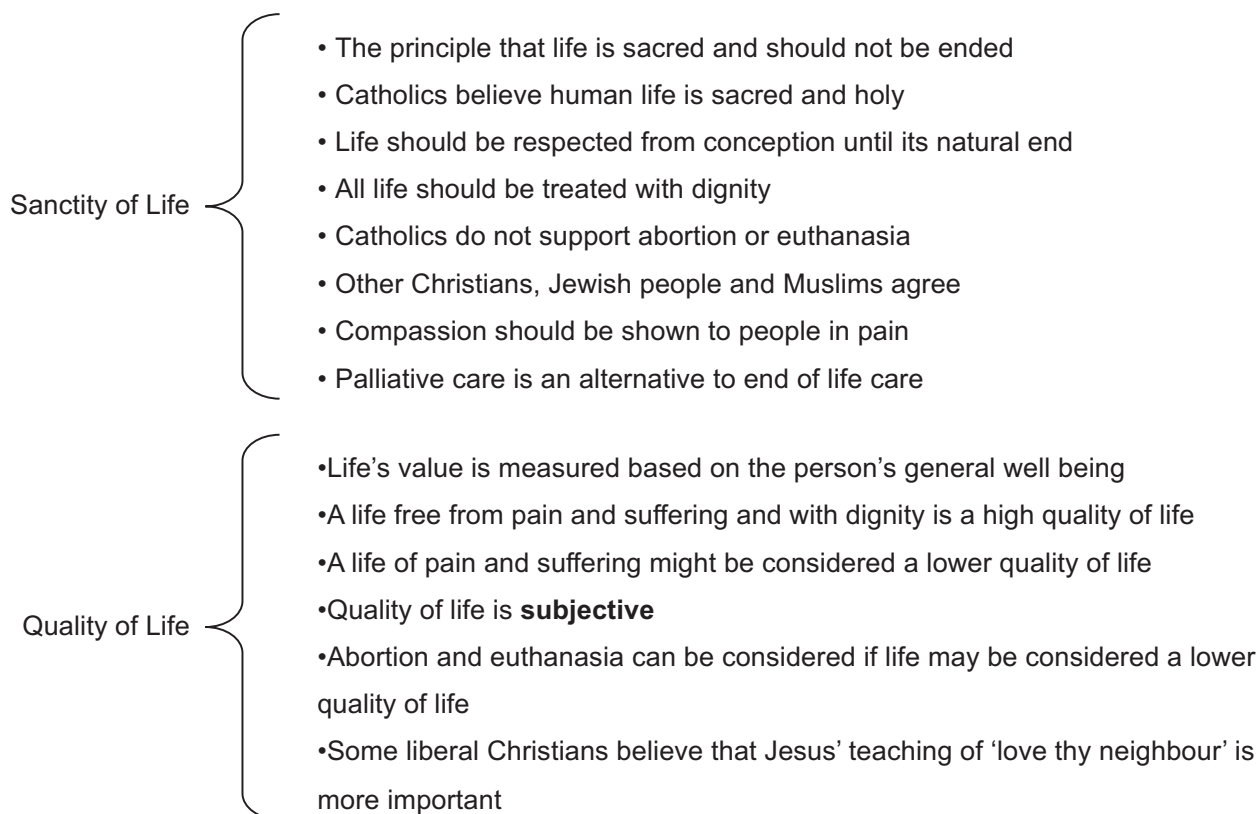 • The principle that life is sacred and should not be ended
• Catholics believe human life is sacred and holy
• Life should be respected from conception until its natural end
Sanctity of Life
• All life should be treated with dignity
• Catholics do not support abortion or euthanasia
• Other Christians, Jewish people and Muslims agree
• Compassion should be shown to people in pain
• Palliative care is an alternative to end of life care
•Life’s value is measured based on the person’s general well being
•A life free from pain and suffering and with dignity is a high quality of life
•A life of pain and suffering might be considered a lower quality of life
•Quality of life is subjective
Quality of Life
•Abortion and euthanasia can be considered if life may be considered a lower
quality of life
•Some liberal Christians believe that Jesus’ teaching of ‘love thy neighbour’ is
more important